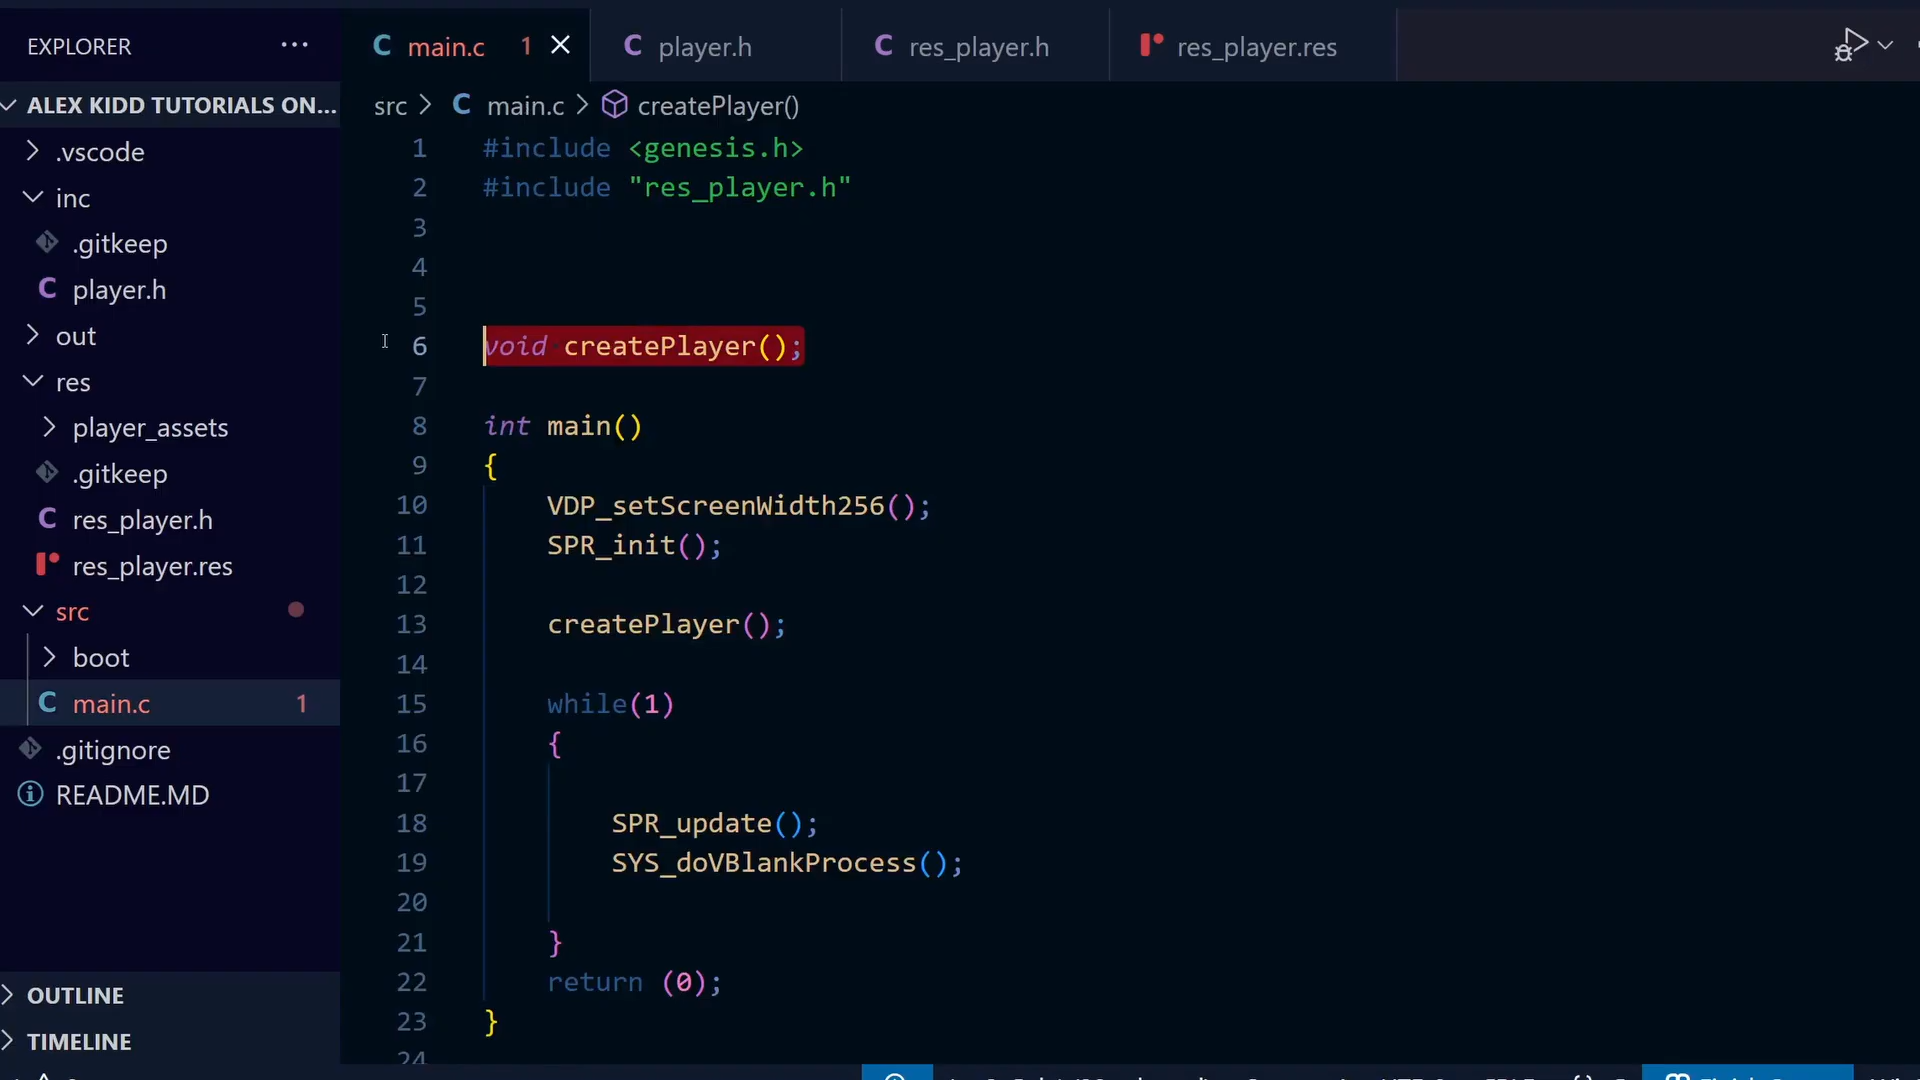 EXPLORER ...
main.c 1
player.h
res_player.h
res_player.res
ALEX KIDD TUTORIALS ON...
.vscode
inc
.gitkeep
player.h
out
res
player_assets
.gitkeep
res_player.h
res_player.res
src
boot
main.c 1
.gitignore
README.MD
OUTLINE
TIMELINE
src > main.c > createPlayer()
1 #include <genesis.h>
2 #include "res_player.h"
3
4
5
6 void createPlayer();
7
8 int main()
9 {
10 VDP_setScreenWidth256();
11 SPR_init();
12
13 createPlayer();
14
15 while(1)
16 {
17
18 SPR_update();
19 SYS_doVBlankProcess();
20
21 }
22 return (0);
23 }
24